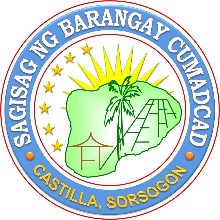 SAGISAG NG BARANGAY CUMADCAD
CASTILLA, SORSOGON